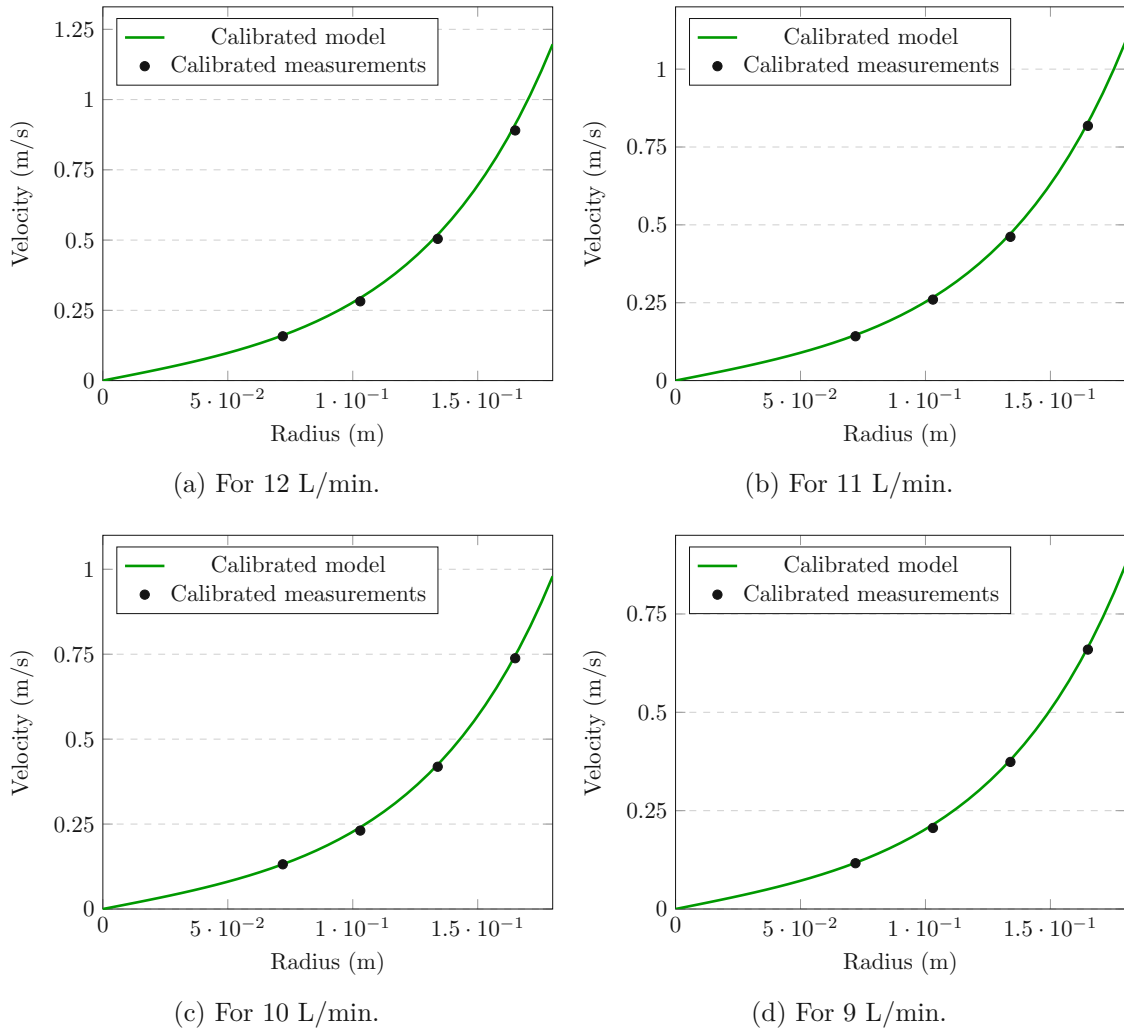 Calibrated model
Calibrated measurements
1.25
1
0.75
0.5
0.25
0
Velocity (m/s)
0
5 · 10⁻²
1 · 10⁻¹
1.5 · 10⁻¹
Radius (m)
(a) For 12 L/min.
Calibrated model
Calibrated measurements
1
0.75
0.5
0.25
0
Velocity (m/s)
0
5 · 10⁻²
1 · 10⁻¹
1.5 · 10⁻¹
Radius (m)
(b) For 11 L/min.
Calibrated model
Calibrated measurements
1
0.75
0.5
0.25
0
Velocity (m/s)
0
5 · 10⁻²
1 · 10⁻¹
1.5 · 10⁻¹
Radius (m)
(c) For 10 L/min.
Calibrated model
Calibrated measurements
0.75
0.5
0.25
0
Velocity (m/s)
0
5 · 10⁻²
1 · 10⁻¹
1.5 · 10⁻¹
Radius (m)
(d) For 9 L/min.